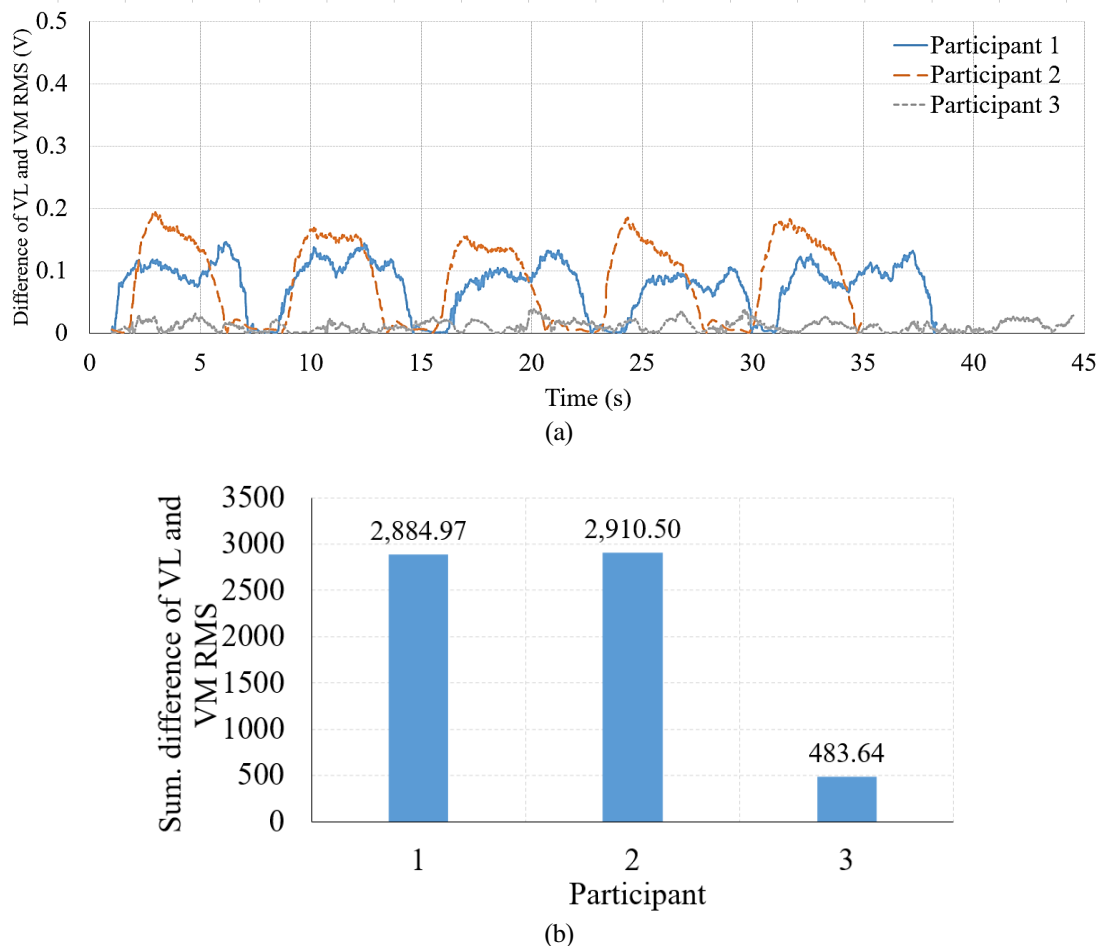 Difference of VL and VM RMS (V)
0.5
0.4
0.3
0.2
0.1
0
Participant 1
Participant 2
Participant 3
0 5 10 15 20 25 30 35 40 45
Time (s)
(a)
Sum. difference of VL and
VM RMS
3500
3000
2500
2000
1500
1000
500
0
2,884.97
2,910.50
483.64
1 2 3
Participant
(b)